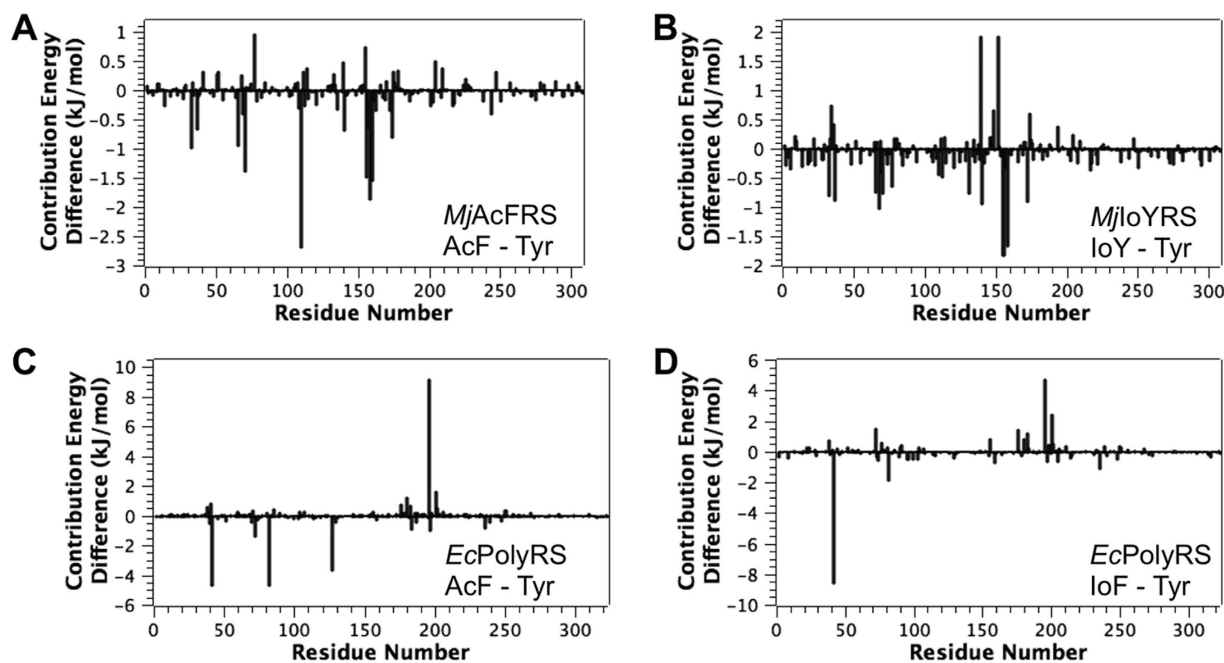 A
Contribution Energy
Difference (kJ/mol)
1
0.5
0
-0.5
-1
-1.5
-2
-2.5
-3
0 50 100 150 200 250 300
Residue Number
MjAcFRS
AcF - Tyr
B
Contribution Energy
Difference (kJ/mol)
2
1.5
1
0.5
0
-0.5
-1
-1.5
-2
0 50 100 150 200 250 300
Residue Number
MjIoYRS
IoY - Tyr
C
Contribution Energy
Difference (kJ/mol)
10
8
6
4
2
0
-2
-4
-6
0 50 100 150 200 250 300
Residue Number
EcPolyRS
AcF - Tyr
D
Contribution Energy
Difference (kJ/mol)
6
4
2
0
-2
-4
-6
-8
-10
0 50 100 150 200 250 300
Residue Number
EcPolyRS
IoF - Tyr